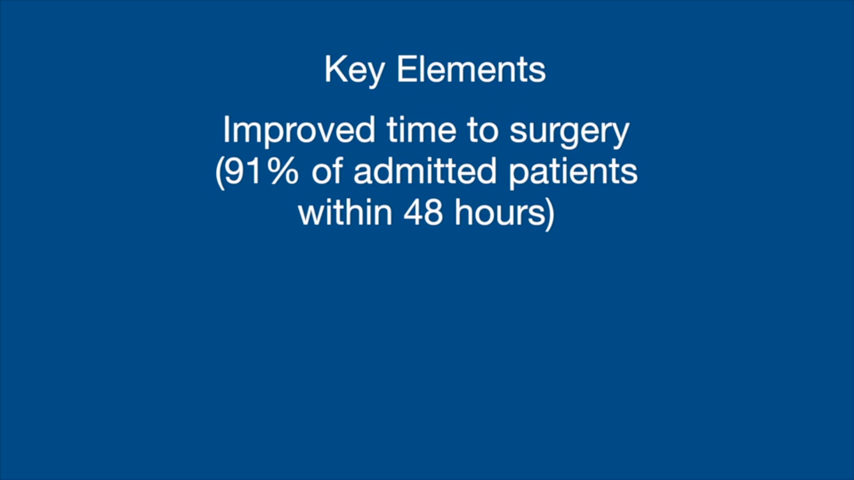 Key Elements
Improved time to surgery
(91% of admitted patients
within 48 hours)